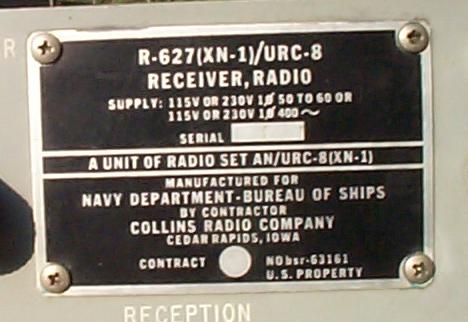 R
R-627(XN-1)/URC-8
RECEIVER, RADIO
SUPPLY: 115V OR 230V 1ø 50 TO 60 OR
115V OR 230V 1ø 400 ~
SERIAL
A UNIT OF RADIO SET AN/URC-8(XN-1)
MANUFACTURED FOR
NAVY DEPARTMENT-BUREAU OF SHIPS
BY CONTRACTOR
COLLINS RADIO COMPANY
CEDAR RAPIDS, IOWA
CONTRACT NObsr-63161
U.S. PROPERTY
RECEPTION